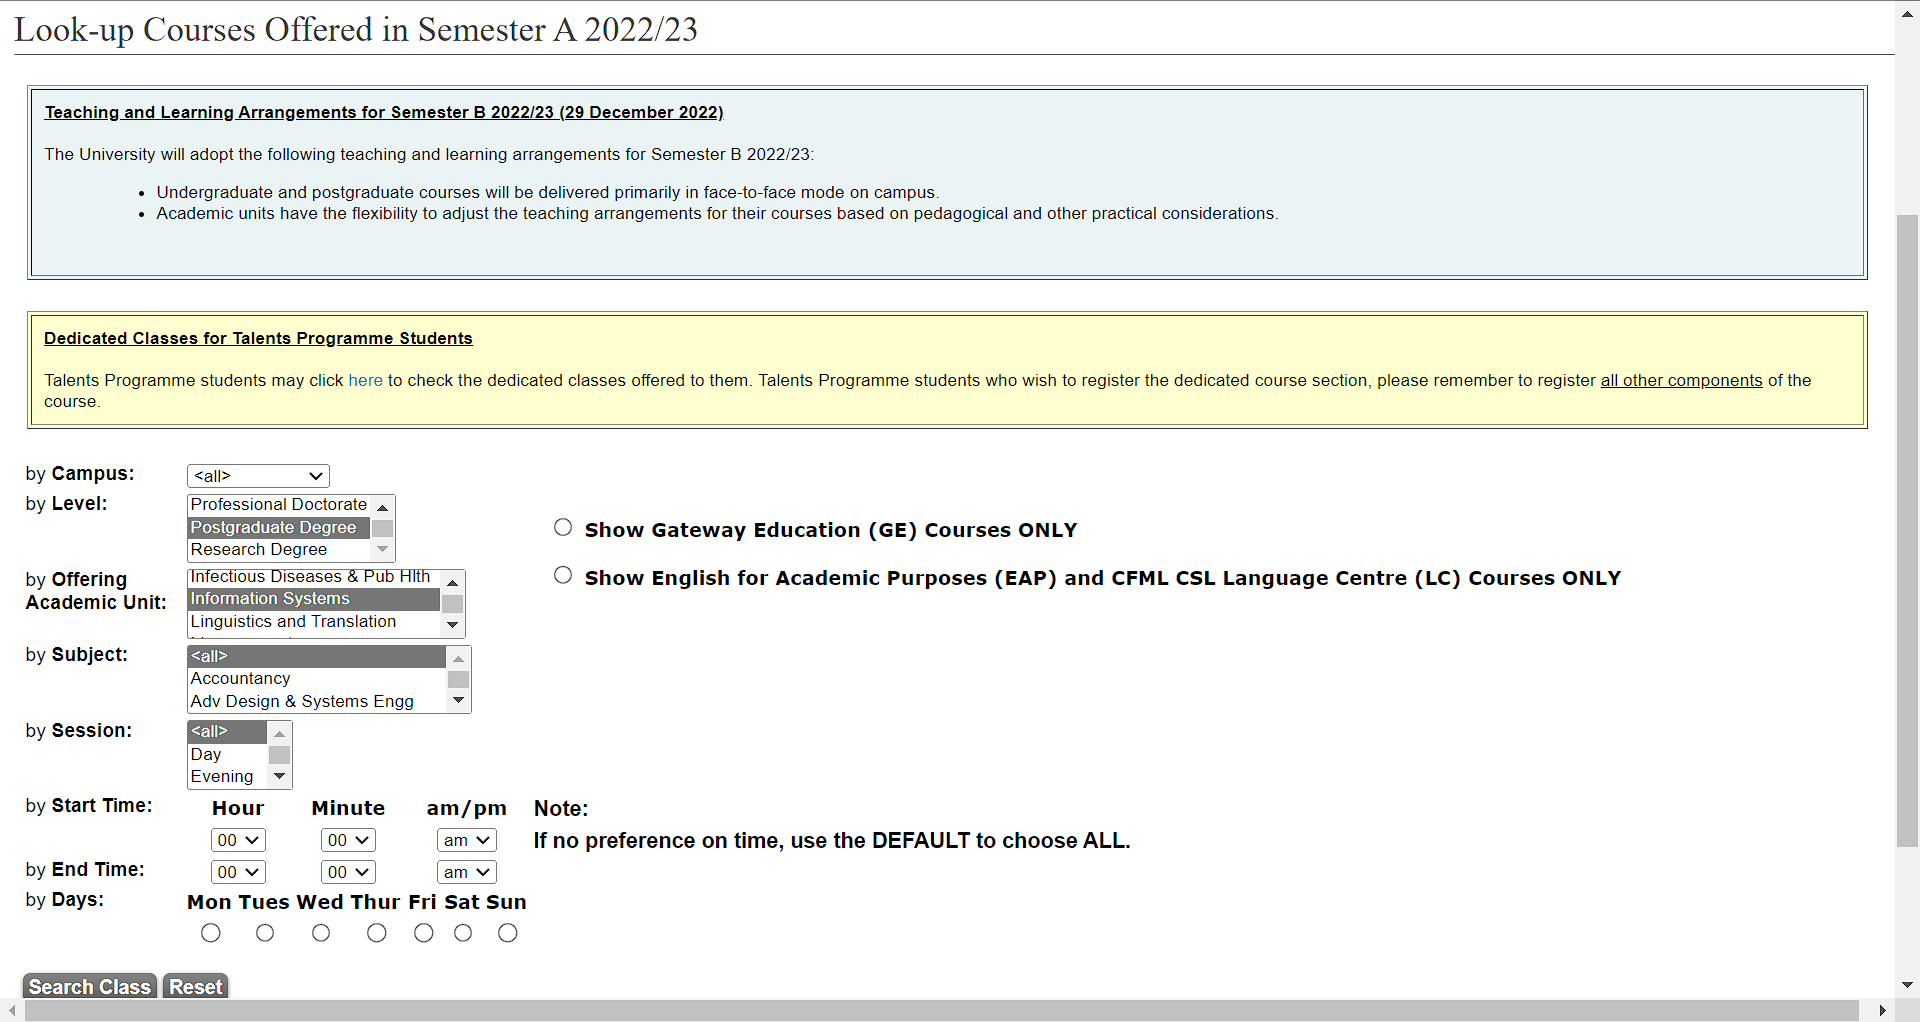 Look-up Courses Offered in Semester A 2022/23
Teaching and Learning Arrangements for Semester B 2022/23 (29 December 2022)
The University will adopt the following teaching and learning arrangements for Semester B 2022/23:
• Undergraduate and postgraduate courses will be delivered primarily in face-to-face mode on campus.
• Academic units have the flexibility to adjust the teaching arrangements for their courses based on pedagogical and other practical considerations.
Dedicated Classes for Talents Programme Students
Talents Programme students may click here to check the dedicated classes offered to them. Talents Programme students who wish to register the dedicated course section, please remember to register all other components of the
course.
by Campus:
<all>
by Level:
Professional Doctorate
Postgraduate Degree
Research Degree
Show Gateway Education (GE) Courses ONLY
Show English for Academic Purposes (EAP) and CFML CSL Language Centre (LC) Courses ONLY
by Offering
Academic Unit:
Infectious Diseases & Pub Hlth
Information Systems
Linguistics and Translation
by Subject:
<all>
Accountancy
Adv Design & Systems Engg
by Session:
<all>
Day
Evening
by Start Time:
Hour Minute am/pm
00 00 am
Note:
If no preference on time, use the DEFAULT to choose ALL.
by End Time:
00 00 am
by Days:
Mon Tues Wed Thur Fri Sat Sun
Search Class Reset